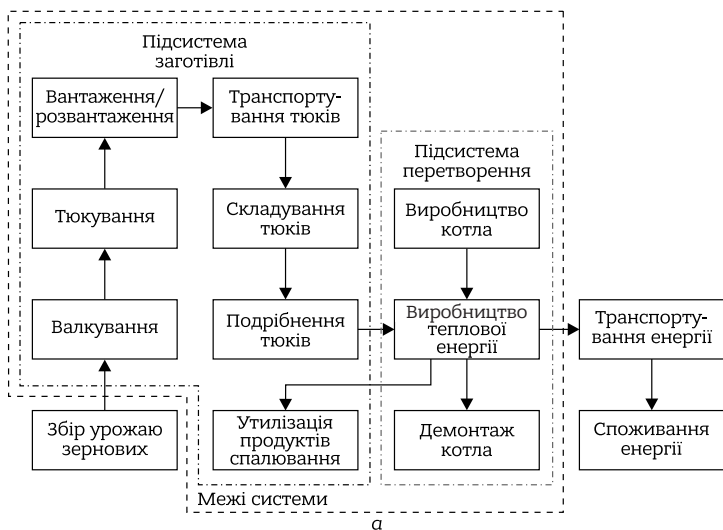 Підсистема
заготівлі
Вантаження/
розвантаження
Транспорту-
вання тюків
Підсистема
перетворення
Тюкування
Складування
тюків
Виробництво
котла
Валкування
Подрібнення
тюків
Виробництво
теплової
енергії
Транспорту-
вання енергії
Збір урожаю
зернових
Утилізація
продуктів
спалювання
Демонтаж
котла
Споживання
енергії
Межі системи
а